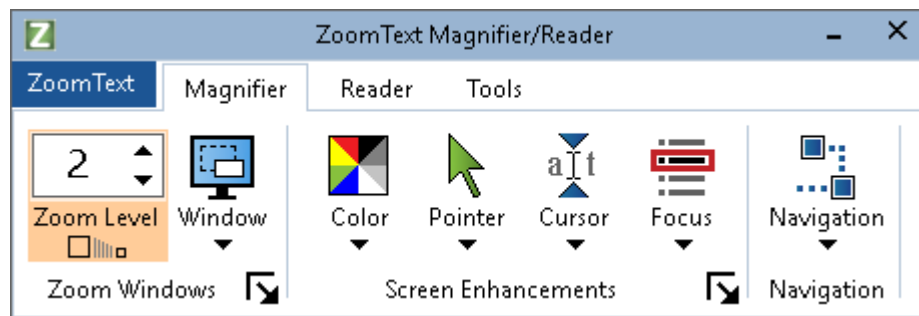 Z ZoomText Magnifier/Reader
ZoomText Magnifier Reader Tools
2
Zoom Level Window Color Pointer Cursor Focus Navigation
a t
Zoom Windows Screen Enhancements Navigation